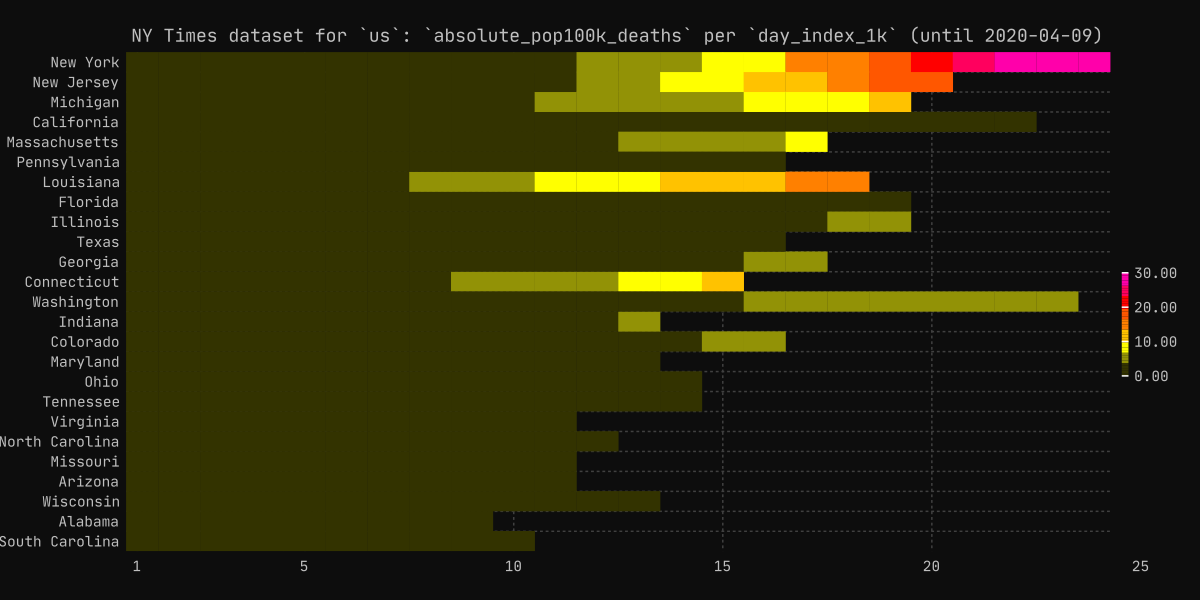 NY Times dataset for `us`: `absolute_pop100k_deaths` per `day_index_1k` (until 2020-04-09)
New York
New Jersey
Michigan
California
Massachusetts
Pennsylvania
Louisiana
Florida
Illinois
Texas
Georgia
Connecticut
Washington
Indiana
Colorado
Maryland
Ohio
Tennessee
Virginia
North Carolina
Missouri
Arizona
Wisconsin
Alabama
South Carolina
30.00
20.00
10.00
0.00
1 5 10 15 20 25